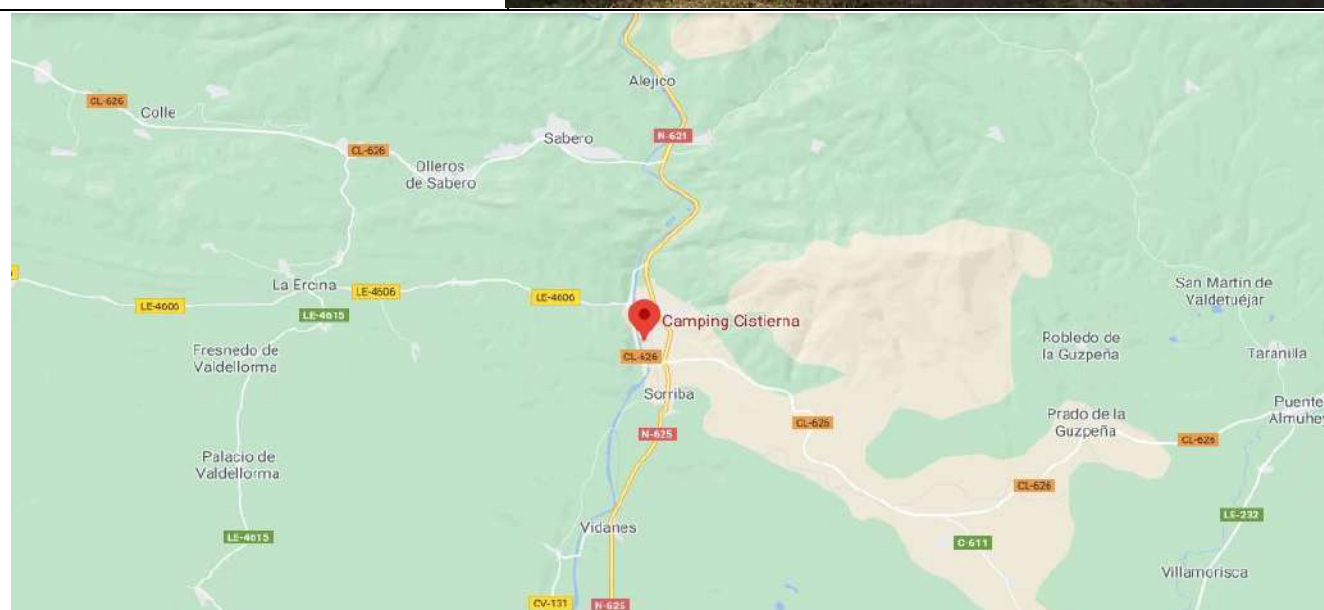 Alejico
CL-626
Colle
N-621
Sabero
CL-626
Olleros
de Sabero
San Martín de
Valdetuéjar
La Ercina
LE-4606
LE-4606
LE-4606
LE-4615
Camping Cistierna
Robledo de
la Guzpeña
Fresnedo de
Valdellorma
CL-626
Taranilla
Sorriba
Puente
Almuhey
Prado de la
Guzpeña
CL-626
N-625
CL-626
Palacio de
Valdellorma
CL-626
LE-232
Vidanes
LE-4615
C-611
Villamorisca
CV-131
N-625